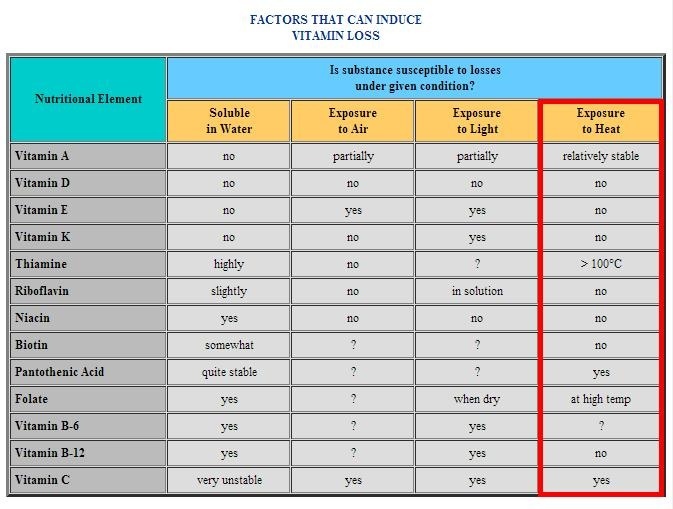 FACTORS THAT CAN INDUCE
VITAMIN LOSS
Nutritional Element
Is substance susceptible to losses
under given condition?
Soluble
in Water
Exposure
to Air
Exposure
to Light
Exposure
to Heat
Vitamin A no partially partially relatively stable
Vitamin D no no no no
Vitamin E no yes yes no
Vitamin K no no yes no
Thiamine highly no ? > 100°C
Riboflavin slightly no in solution no
Niacin yes no no no
Biotin somewhat ? ? no
Pantothenic Acid quite stable ? ? yes
Folate yes ? when dry at high temp
Vitamin B-6 yes ? yes ?
Vitamin B-12 yes ? yes no
Vitamin C very unstable yes yes yes